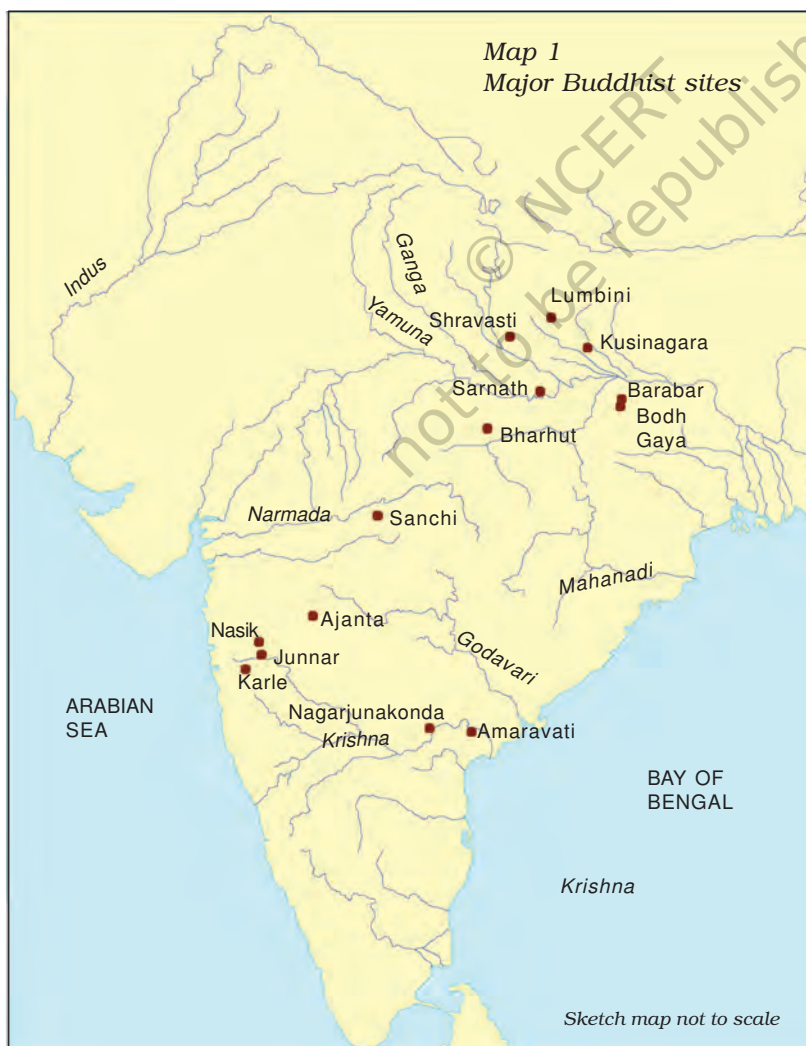 Map 1
Major Buddhist sites
© NCERT
not to be republish
Indus
Ganga
Yamuna
Lumbini
Shravasti
Kusinagara
Sarnath
Barabar
Bodh
Gaya
Bharhut
Narmada
Sanchi
Mahanadi
Ajanta
Nasik
Junnar
Godavari
Karle
ARABIAN
SEA
Nagarjunakonda
Krishna
Amaravati
BAY OF
BENGAL
Krishna
Sketch map not to scale